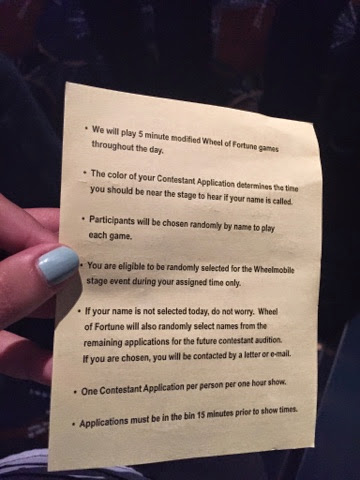 • We will play 5 minute modified Wheel of Fortune games
throughout the day.
• The color of your Contestant Application determines the time
you should be near the stage to hear if your name is called.
• Participants will be chosen randomly by name to play
each game.
• You are eligible to be randomly selected for the Wheelmobile
stage event during your assigned time only.
• If your name is not selected today, do not worry. Wheel
of Fortune will also randomly select names from the
remaining applications for the future contestant audition.
If you are chosen, you will be contacted by a letter or e-mail.
• One Contestant Application per person per one hour show.
• Applications must be in the bin 15 minutes prior to show times.